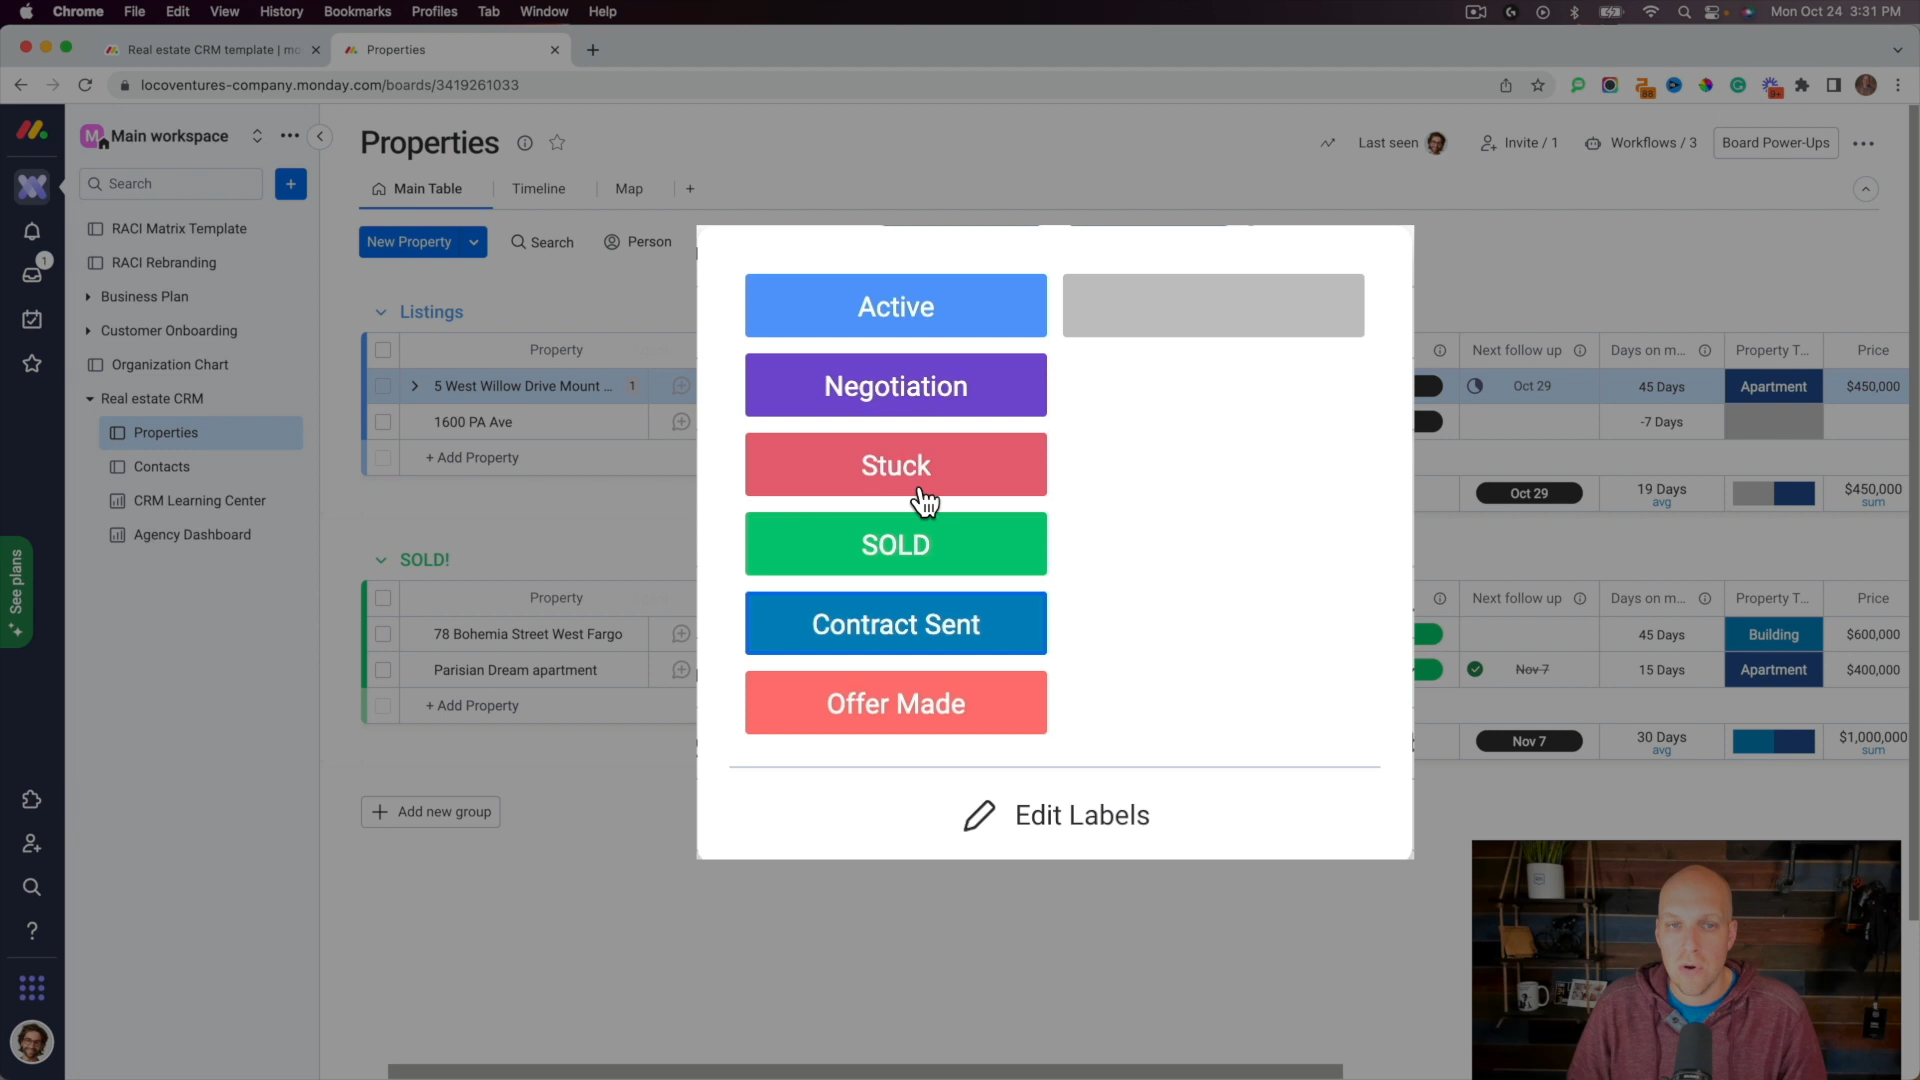 Chrome File Edit View History Bookmarks Profiles Tab Window Help Mon Oct 24 3:31 PM
Real estate CRM template | mo Properties
locoventures-company.monday.com/boards/3419261033
88 9+
M Main workspace
Search
RACI Matrix Template
RACI Rebranding
Business Plan
Customer Onboarding
Organization Chart
Real estate CRM
Properties
Contacts
CRM Learning Center
Agency Dashboard
1
See plans
Properties
Last seen Invite / 1 Workflows / 3 Board Power-Ups
Main Table Timeline Map +
New Property Search Person
Listings
Property Next follow up Days on m... Property T... Price
5 West Willow Drive Mount ... 1 Oct 29 45 Days Apartment $450,000
1600 PA Ave -7 Days
+ Add Property
Oct 29 19 Days $450,000
avg sum
SOLD!
Property Next follow up Days on m... Property T... Price
78 Bohemia Street West Fargo 45 Days Building $600,000
Parisian Dream apartment Nov 7 15 Days Apartment $400,000
+ Add Property
Nov 7 30 Days $1,000,000
avg sum
+ Add new group
Active
Negotiation
Stuck
SOLD
Contract Sent
Offer Made
Edit Labels